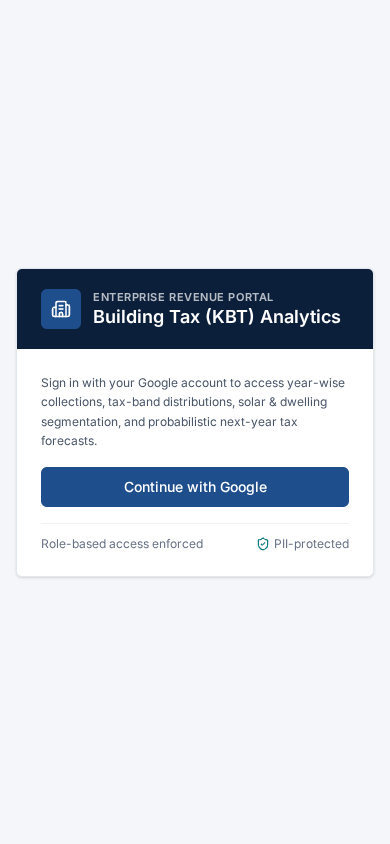 ENTERPRISE REVENUE PORTAL
Building Tax (KBT) Analytics
Sign in with your Google account to access year-wise
collections, tax-band distributions, solar & dwelling
segmentation, and probabilistic next-year tax
forecasts.
Continue with Google
Role-based access enforced
PII-protected